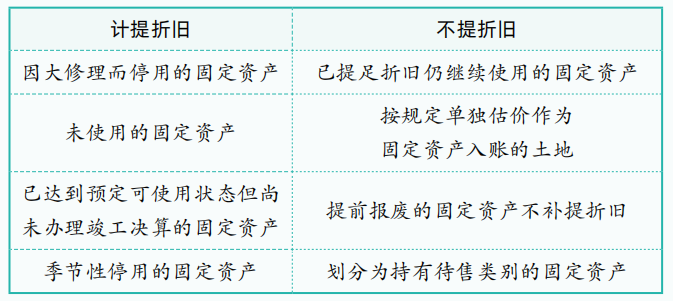 计提折旧
不提折旧
因大修理而停用的固定资产
已提足折旧仍继续使用的固定资产
未使用的固定资产
按规定单独估价作为
固定资产入账的土地
已达到预定可使用状态但尚
未办理竣工决算的固定资产
提前报废的固定资产不补提折旧
季节性停用的固定资产
划分为持有待售类别的固定资产